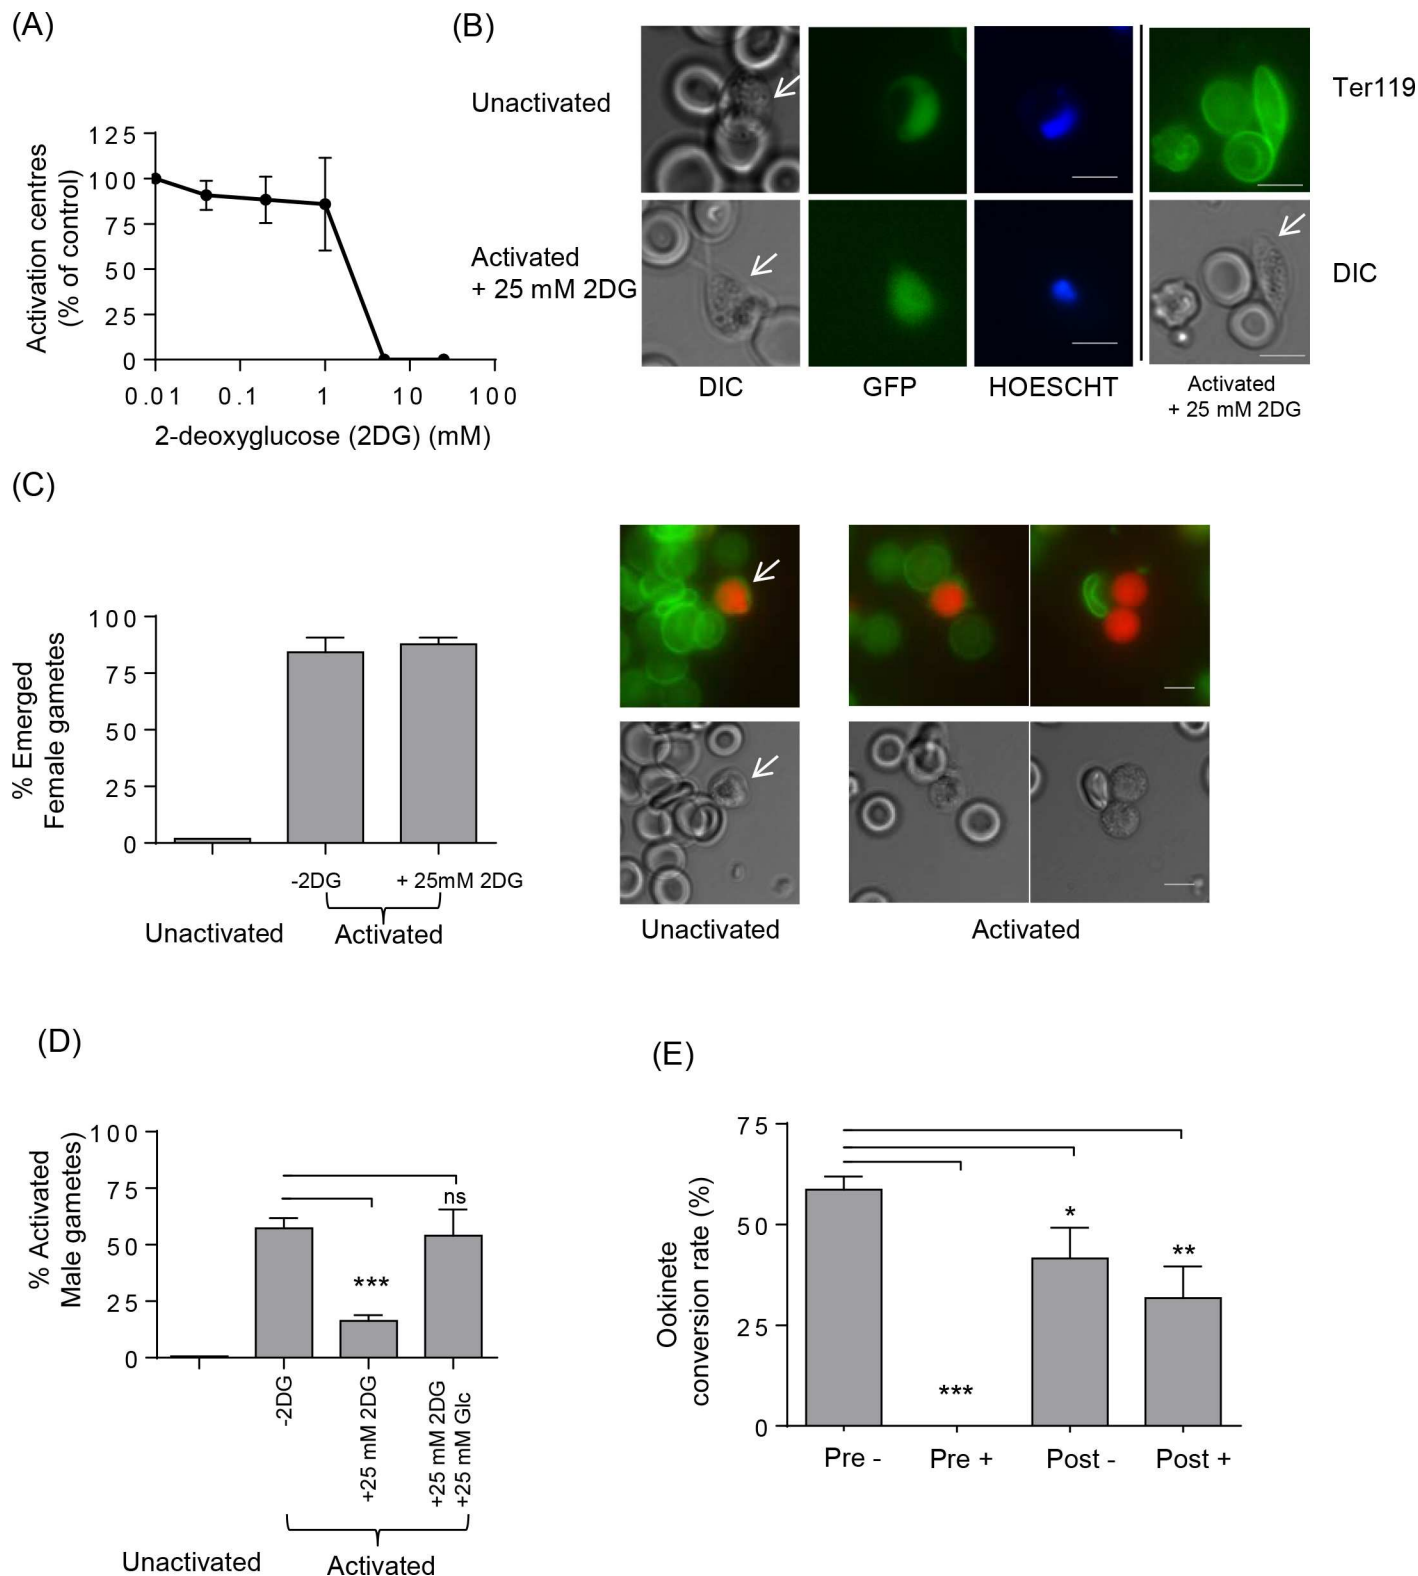 (A)
125
100
75
50
25
0
Activation centres
(% of control)
0.01 0.1 1 10 100
2-deoxyglucose (2DG) (mM)
(B)
Unactivated
Activated
+ 25 mM 2DG
DIC
GFP
HOESCHT
Activated
+ 25 mM 2DG
Ter119
DIC
(C)
100
75
50
25
0
% Emerged
Female gametes
-2DG
+ 25mM 2DG
Unactivated
Activated
Unactivated
Activated
(D)
100
75
50
25
0
% Activated
Male gametes
ns
***
-2DG
+25 mM 2DG
+25 mM 2DG
+25 mM Glc
Unactivated
Activated
(E)
75
50
25
0
Ookinete
conversion rate (%)
***
*
**
Pre -
Pre +
Post -
Post +